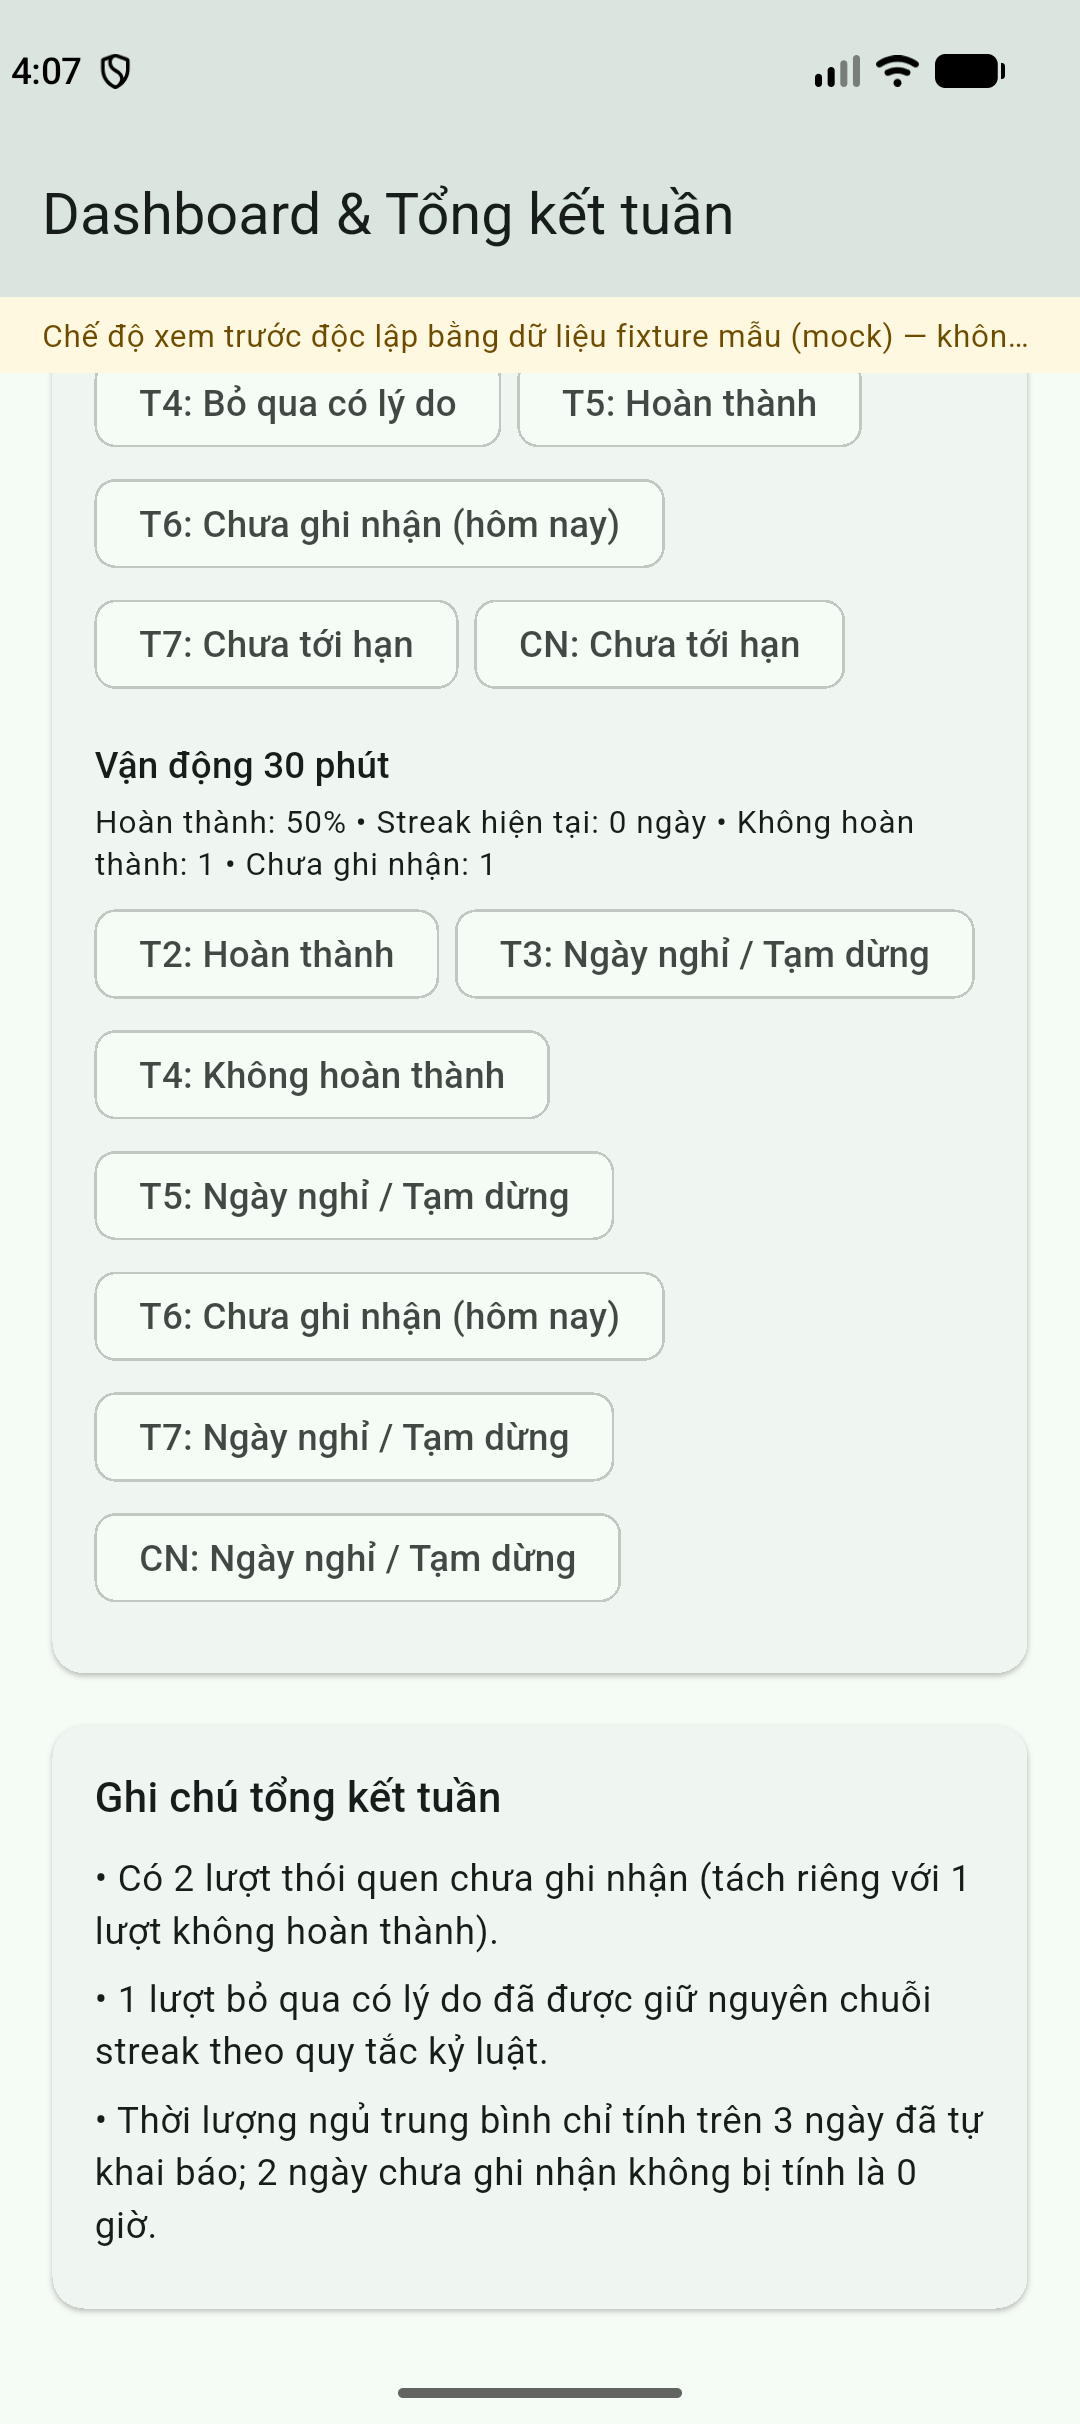 4:07
Dashboard & Tổng kết tuần
Chế độ xem trước độc lập bằng dữ liệu fixture mẫu (mock) — khôn...
T4: Bỏ qua có lý do
T5: Hoàn thành
T6: Chưa ghi nhận (hôm nay)
T7: Chưa tới hạn
CN: Chưa tới hạn
Vận động 30 phút
Hoàn thành: 50% • Streak hiện tại: 0 ngày • Không hoàn
thành: 1 • Chưa ghi nhận: 1
T2: Hoàn thành
T3: Ngày nghỉ / Tạm dừng
T4: Không hoàn thành
T5: Ngày nghỉ / Tạm dừng
T6: Chưa ghi nhận (hôm nay)
T7: Ngày nghỉ / Tạm dừng
CN: Ngày nghỉ / Tạm dừng
Ghi chú tổng kết tuần
• Có 2 lượt thói quen chưa ghi nhận (tách riêng với 1
lượt không hoàn thành).
• 1 lượt bỏ qua có lý do đã được giữ nguyên chuỗi
streak theo quy tắc kỷ luật.
• Thời lượng ngủ trung bình chỉ tính trên 3 ngày đã tự
khai báo; 2 ngày chưa ghi nhận không bị tính là 0
giờ.